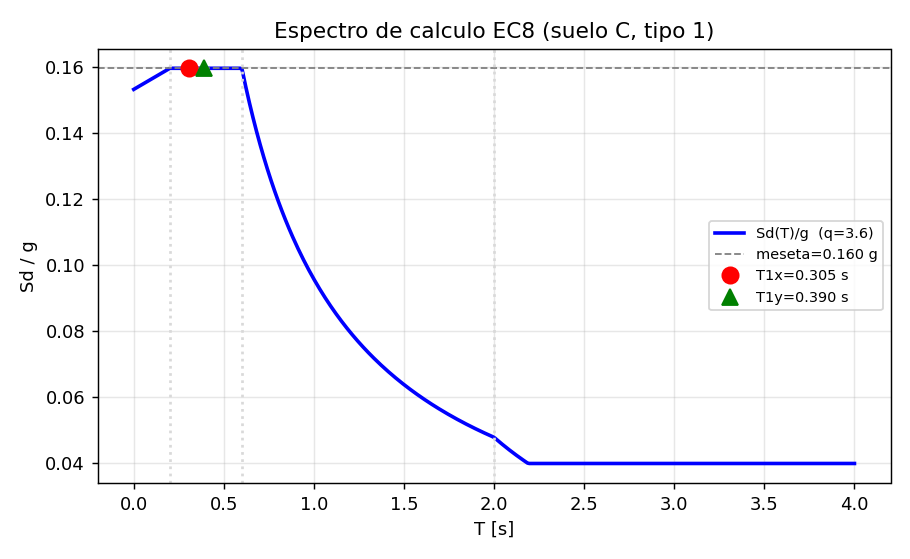 Espectro de calculo EC8 (suelo C, tipo 1)
Sd / g
0.16
0.14
0.12
0.10
0.08
0.06
0.04
Sd(T)/g (q=3.6)
meseta=0.160 g
T1x=0.305 s
T1y=0.390 s
0.0 0.5 1.0 1.5 2.0 2.5 3.0 3.5 4.0
T [s]